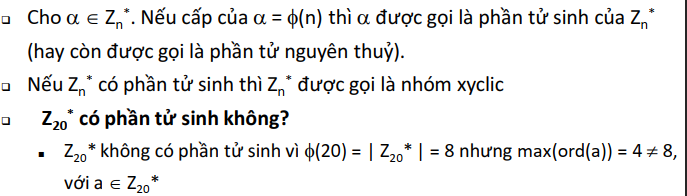 Cho α ∈ Zn*. Nếu cấp của α = ϕ(n) thì α được gọi là phần tử sinh của Zn*
(hay còn được gọi là phần tử nguyên thuỷ).
Nếu Zn* có phần tử sinh thì Zn* được gọi là nhóm xyclic
Z20* có phần tử sinh không?
Z20* không có phần tử sinh vì ϕ(20) = | Z20* | = 8 nhưng max(ord(a)) = 4 ≠ 8,
với a ∈ Z20*